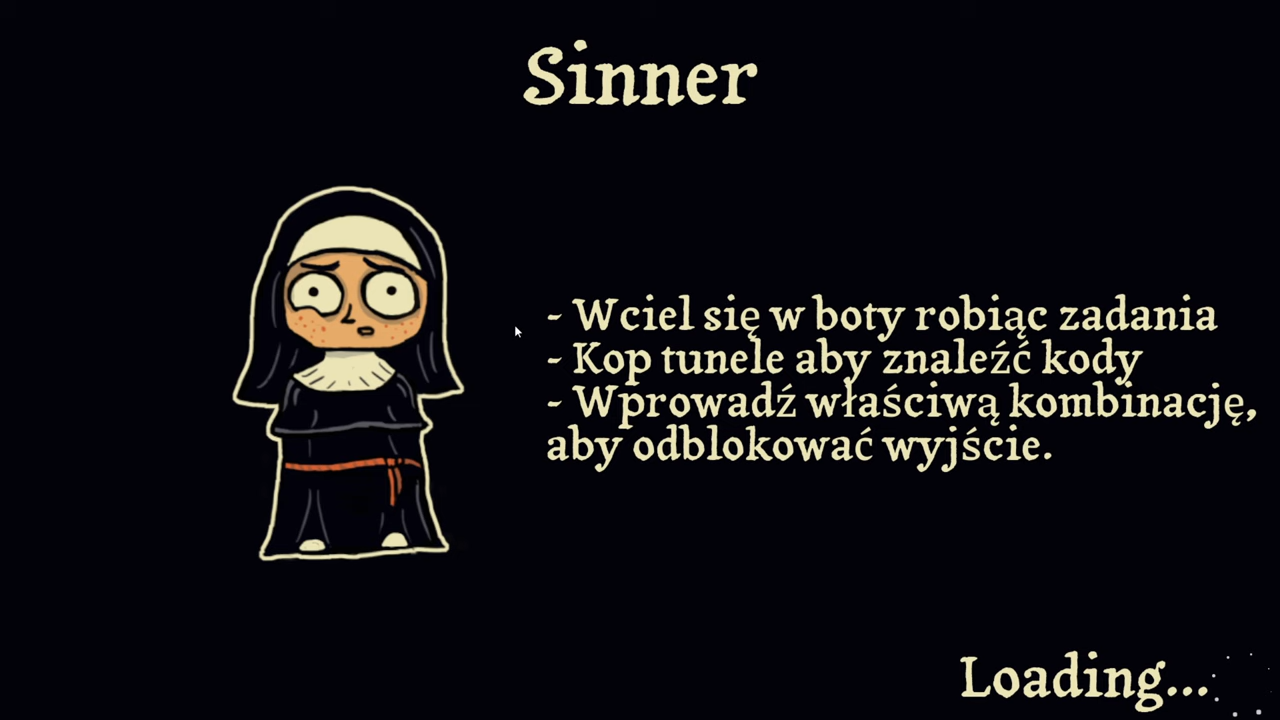 Sinner
- Wciel się w boty robiąc zadania
- Kop tunele aby znaleźć kody
- Wprowadź właściwą kombinację,
aby odblokować wyjście.
Loading...